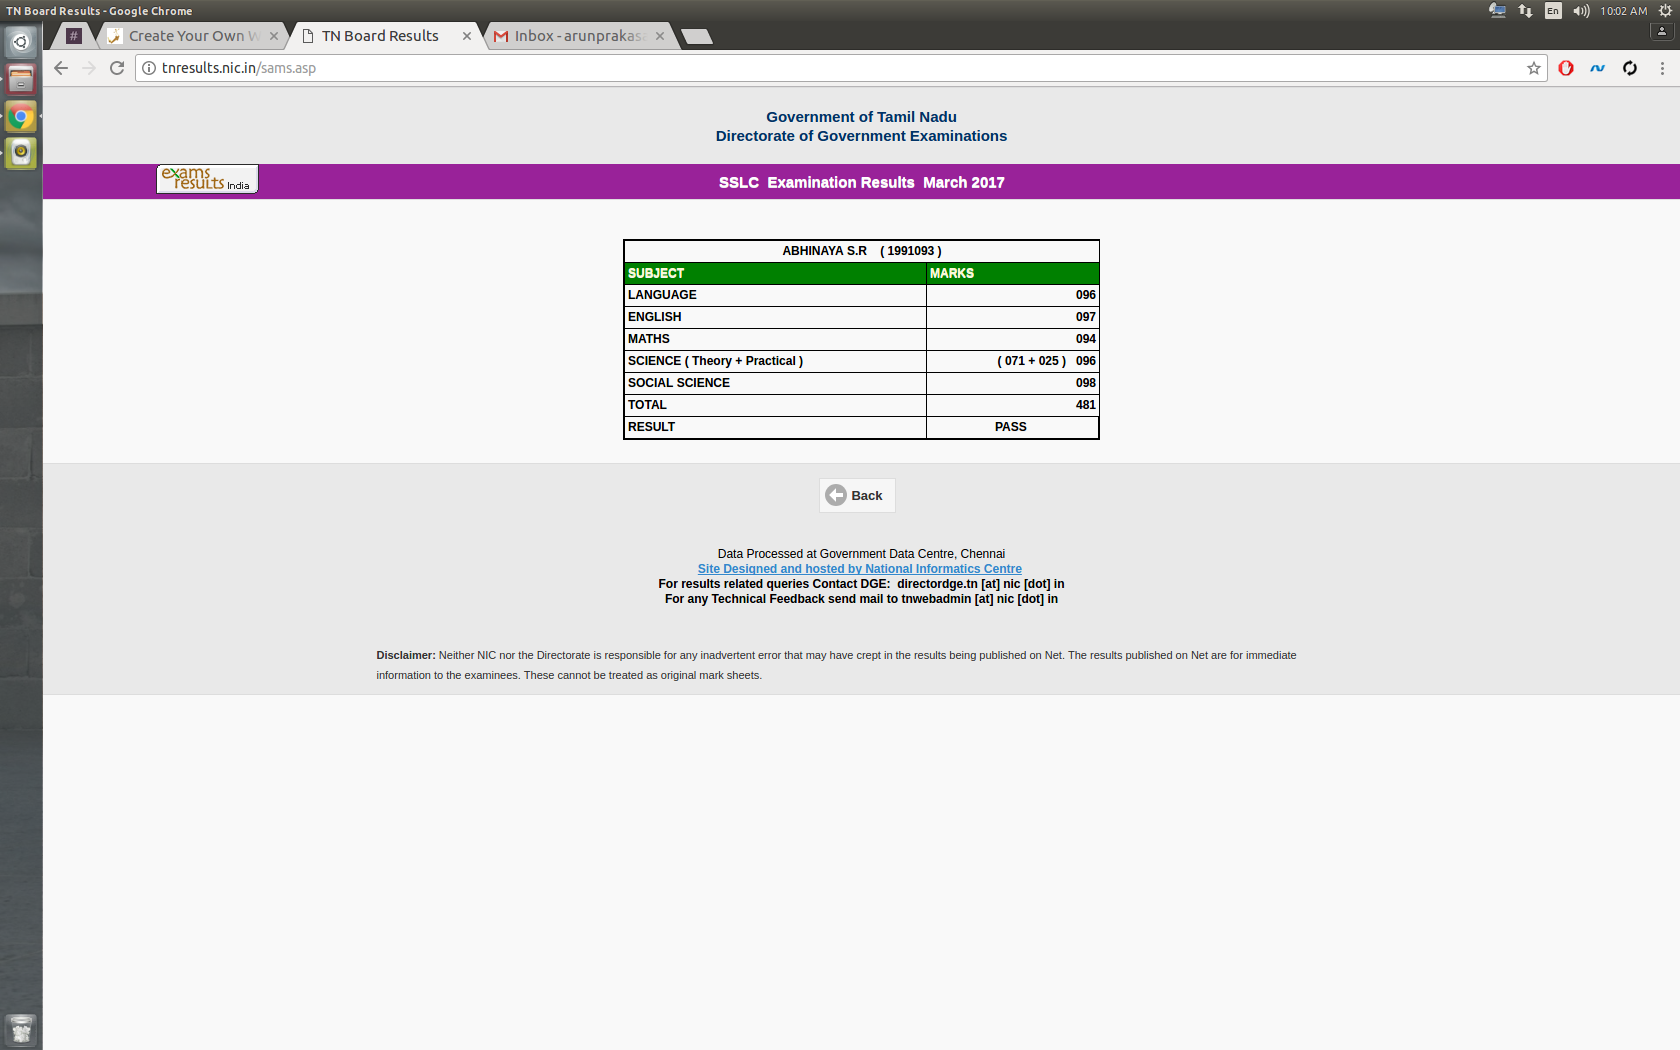 TN Board Results - Google Chrome
En
10:02 AM
#
Create Your Own W
TN Board Results
Inbox - arunprakas
tnresults.nic.in/sams.asp
Government of Tamil Nadu
Directorate of Government Examinations
exams results India
SSLC Examination Results March 2017
ABHINAYA S.R ( 1991093 )
SUBJECT MARKS
LANGUAGE 096
ENGLISH 097
MATHS 094
SCIENCE ( Theory + Practical ) ( 071 + 025 ) 096
SOCIAL SCIENCE 098
TOTAL 481
RESULT PASS
Back
Data Processed at Government Data Centre, Chennai
Site Designed and hosted by National Informatics Centre
For results related queries Contact DGE: directordge.tn [at] nic [dot] in
For any Technical Feedback send mail to tnwebadmin [at] nic [dot] in
Disclaimer: Neither NIC nor the Directorate is responsible for any inadvertent error that may have crept in the results being published on Net. The results published on Net are for immediate
information to the examinees. These cannot be treated as original mark sheets.